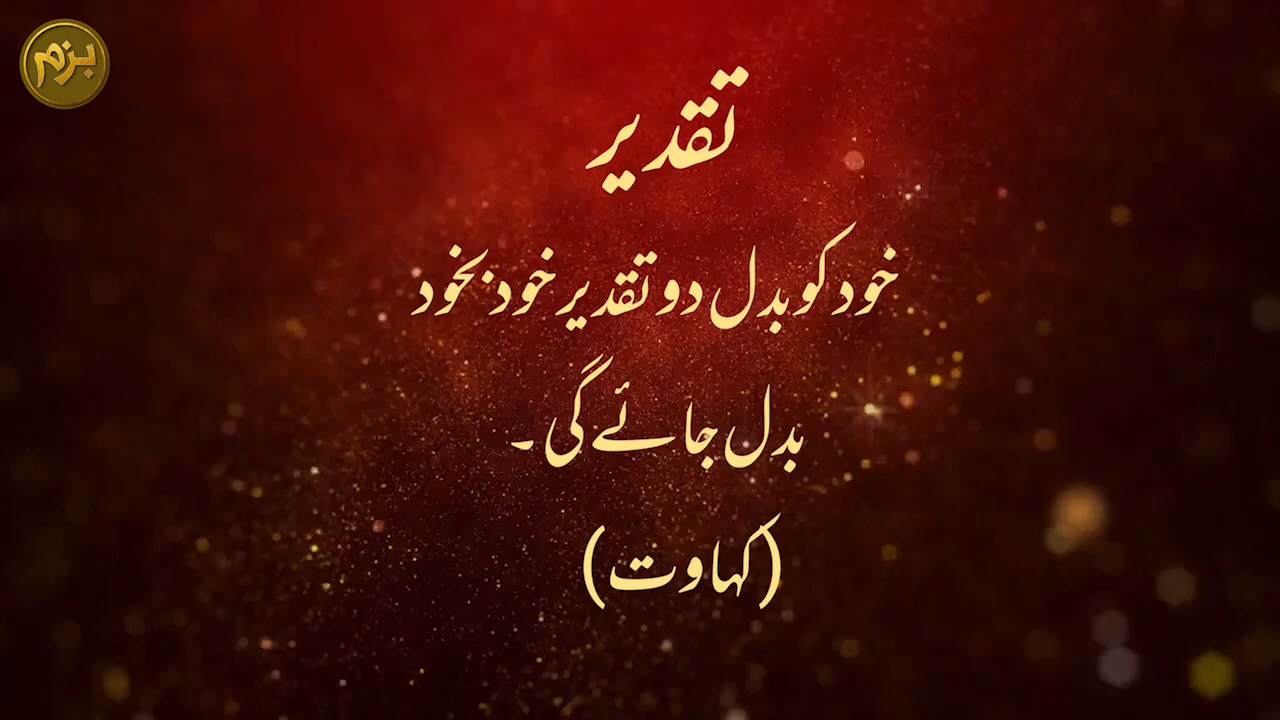 بزم
تقدیر
خود کو بدل دو تقدیر خود بخود
بدل جائے گی۔
(کہاوت)